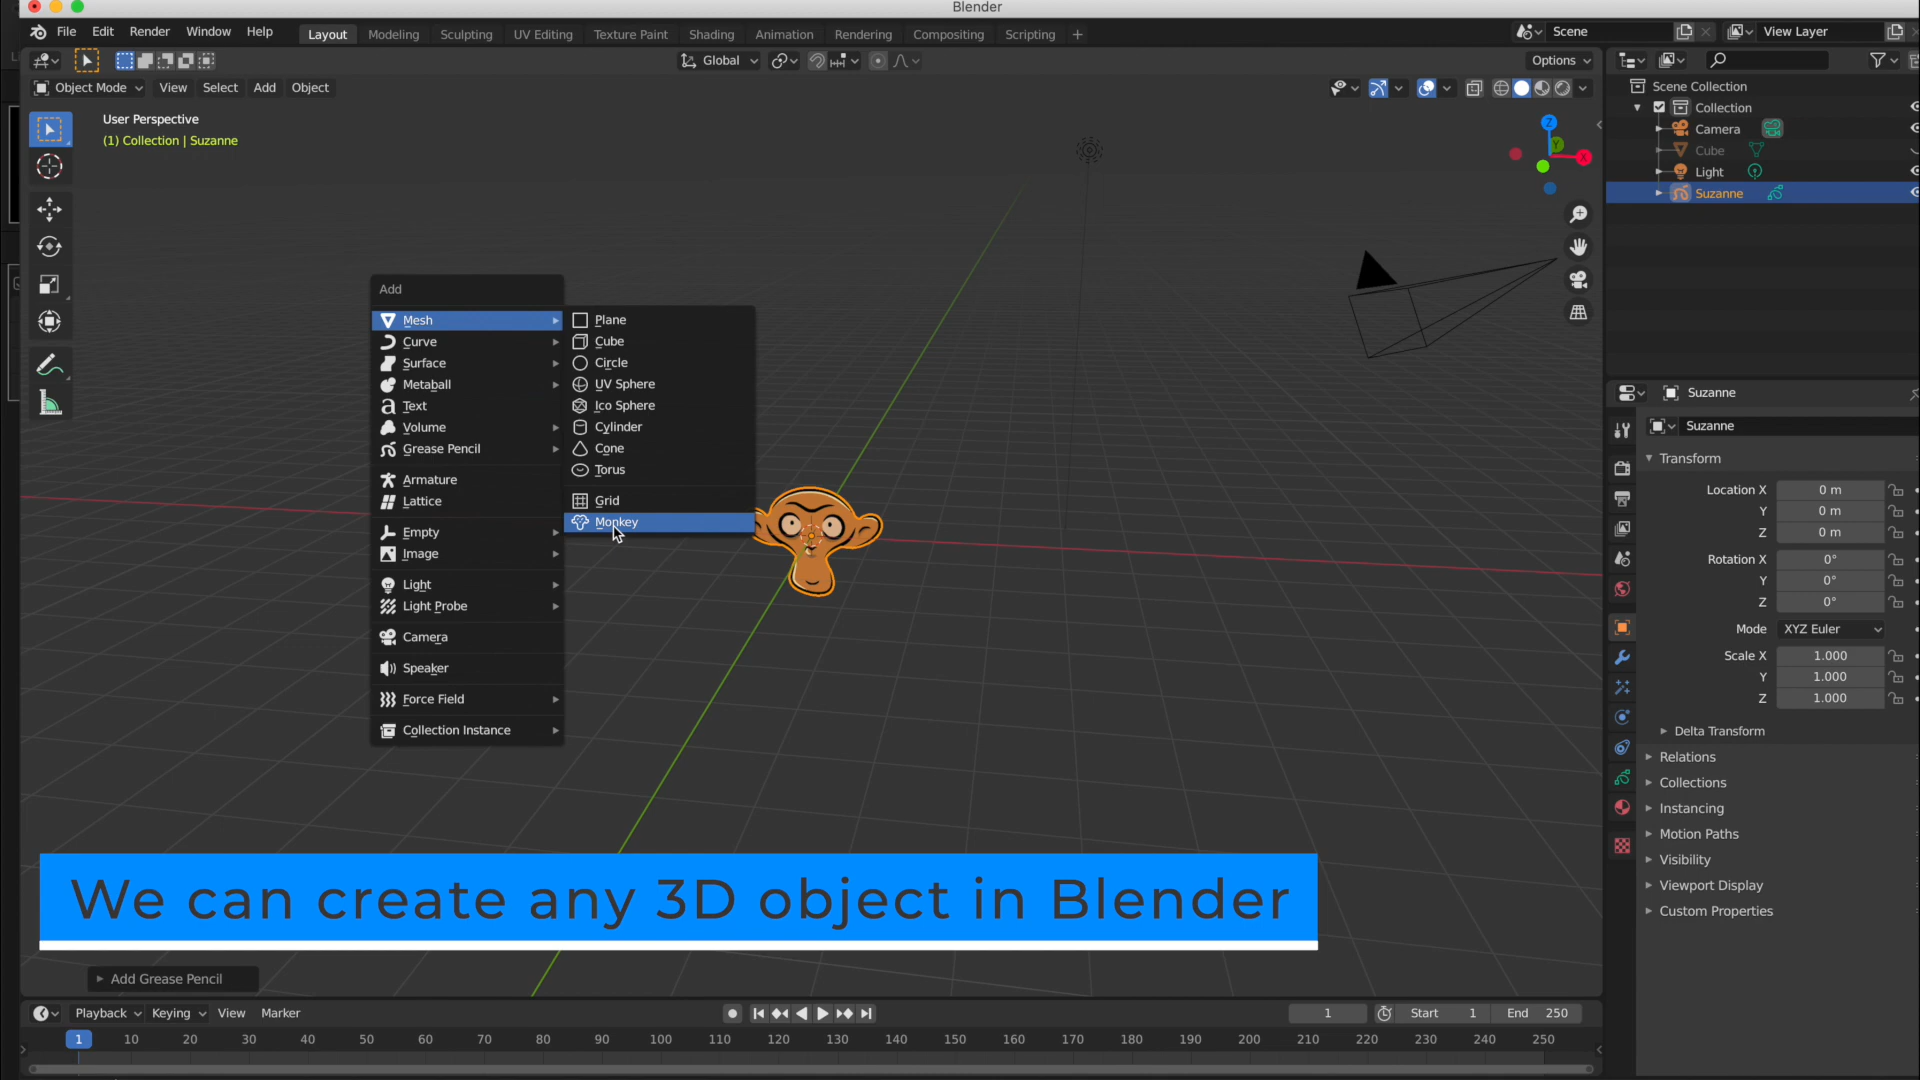 Blender
File Edit Render Window Help
Layout Modeling Sculpting UV Editing Texture Paint Shading Animation Rendering Compositing Scripting +
Scene
View Layer
Global
Options
Object Mode View Select Add Object
User Perspective
(1) Collection | Suzanne
Z
Y
X
Scene Collection
Collection
Camera
Cube
Light
Suzanne
Add
Mesh
Curve
Surface
Metaball
Text
Volume
Grease Pencil
Armature
Lattice
Empty
Image
Light
Light Probe
Camera
Speaker
Force Field
Collection Instance
Plane
Cube
Circle
UV Sphere
Ico Sphere
Cylinder
Cone
Torus
Grid
Monkey
Suzanne
Suzanne
Transform
Location X 0 m
Y 0 m
Z 0 m
Rotation X 0°
Y 0°
Z 0°
Mode XYZ Euler
Scale X 1.000
Y 1.000
Z 1.000
Delta Transform
Relations
Collections
Instancing
Motion Paths
Visibility
Viewport Display
Custom Properties
We can create any 3D object in Blender
Add Grease Pencil
Playback Keying View Marker
1
Start 1
End 250
1 10 20 30 40 50 60 70 80 90 100 110 120 130 140 150 160 170 180 190 200 210 220 230 240 250